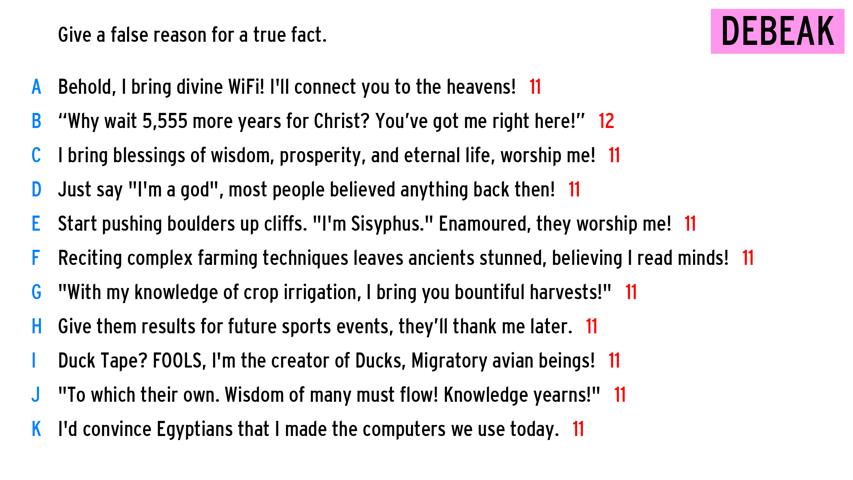 Give a false reason for a true fact.
DEBEAK
A Behold, I bring divine WiFi! I'll connect you to the heavens! 11
B “Why wait 5,555 more years for Christ? You’ve got me right here!” 12
C I bring blessings of wisdom, prosperity, and eternal life, worship me! 11
D Just say "I'm a god", most people believed anything back then! 11
E Start pushing boulders up cliffs. "I'm Sisyphus." Enamoured, they worship me! 11
F Reciting complex farming techniques leaves ancients stunned, believing I read minds! 11
G "With my knowledge of crop irrigation, I bring you bountiful harvests!" 11
H Give them results for future sports events, they’ll thank me later. 11
I Duck Tape? FOOLS, I'm the creator of Ducks, Migratory avian beings! 11
J "To which their own. Wisdom of many must flow! Knowledge yearns!" 11
K I'd convince Egyptians that I made the computers we use today. 11